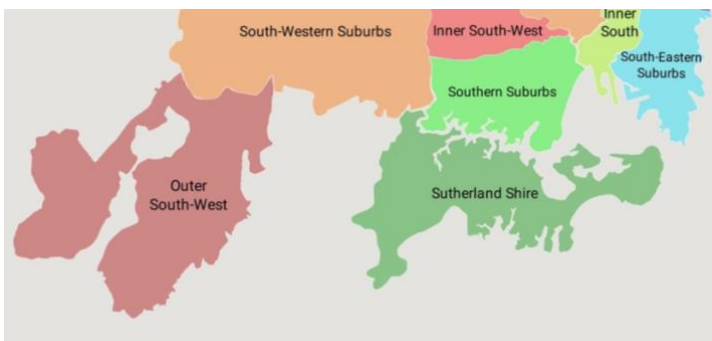 Inner
South
South-Western Suburbs
Inner South-West
South-Eastern
Suburbs
Southern Suburbs
Outer
South-West
Sutherland Shire